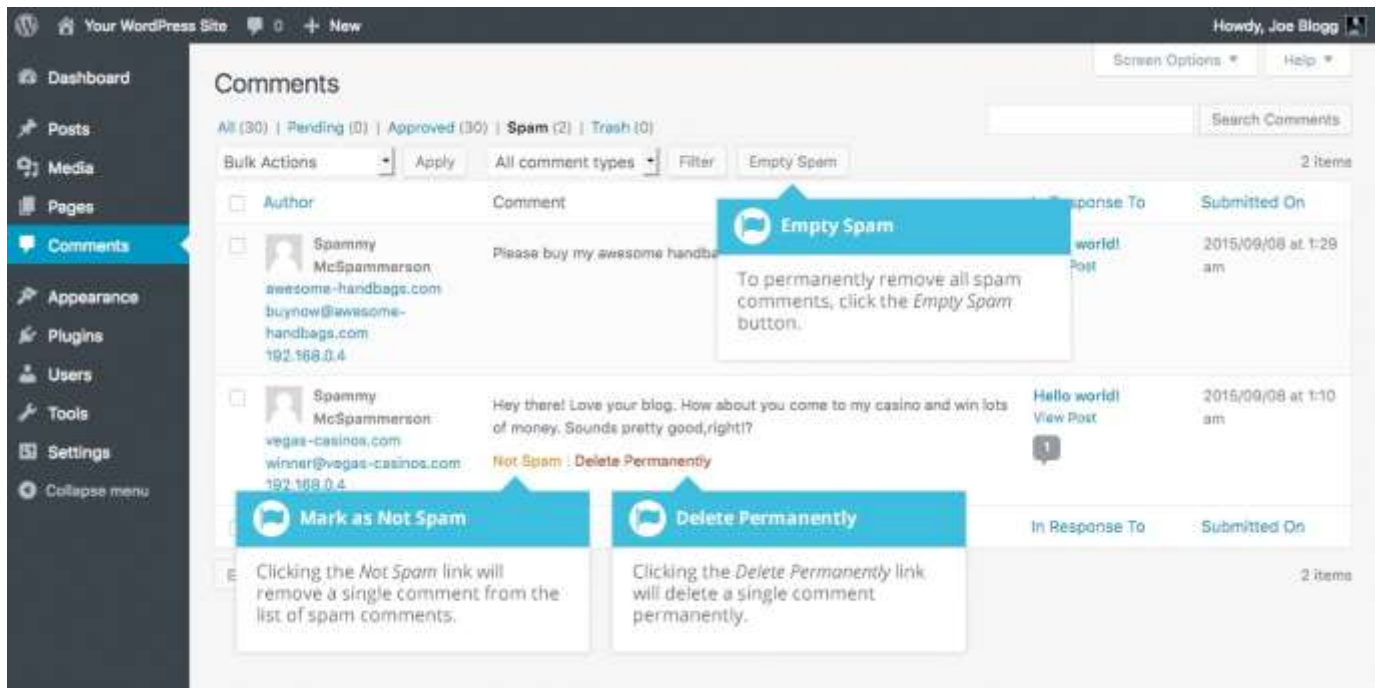 Your WordPress Site 0 + New Howdy, Joe Blogg
Screen Options Help
Dashboard
Posts
Media
Pages
Comments
Appearance
Plugins
Users
Tools
Settings
Collapse menu
Comments
All (30) | Pending (0) | Approved (30) | Spam (2) | Trash (0)
Search Comments
Bulk Actions Apply All comment types Filter Empty Spam 2 items
Author Comment sponse To Submitted On
Spammy
McSpammerson
awesome-handbags.com
buynow@awesome-
handbags.com
192.168.0.4
Please buy my awesome handba
world!
Post
2015/09/08 at 1:29
am
Empty Spam
To permanently remove all spam
comments, click the Empty Spam
button.
Spammy
McSpammerson
vegas-casinos.com
winner@vegas-casinos.com
192.168.0.4
Hey there! Love your blog. How about you come to my casino and win lots
of money. Sounds pretty good,right!?
Not Spam | Delete Permanently
Hello world!
View Post
1
2015/09/08 at 1:10
am
Mark as Not Spam
Clicking the Not Spam link will
remove a single comment from the
list of spam comments.
Delete Permanently
Clicking the Delete Permanently link
will delete a single comment
permanently.
In Response To Submitted On
2 items